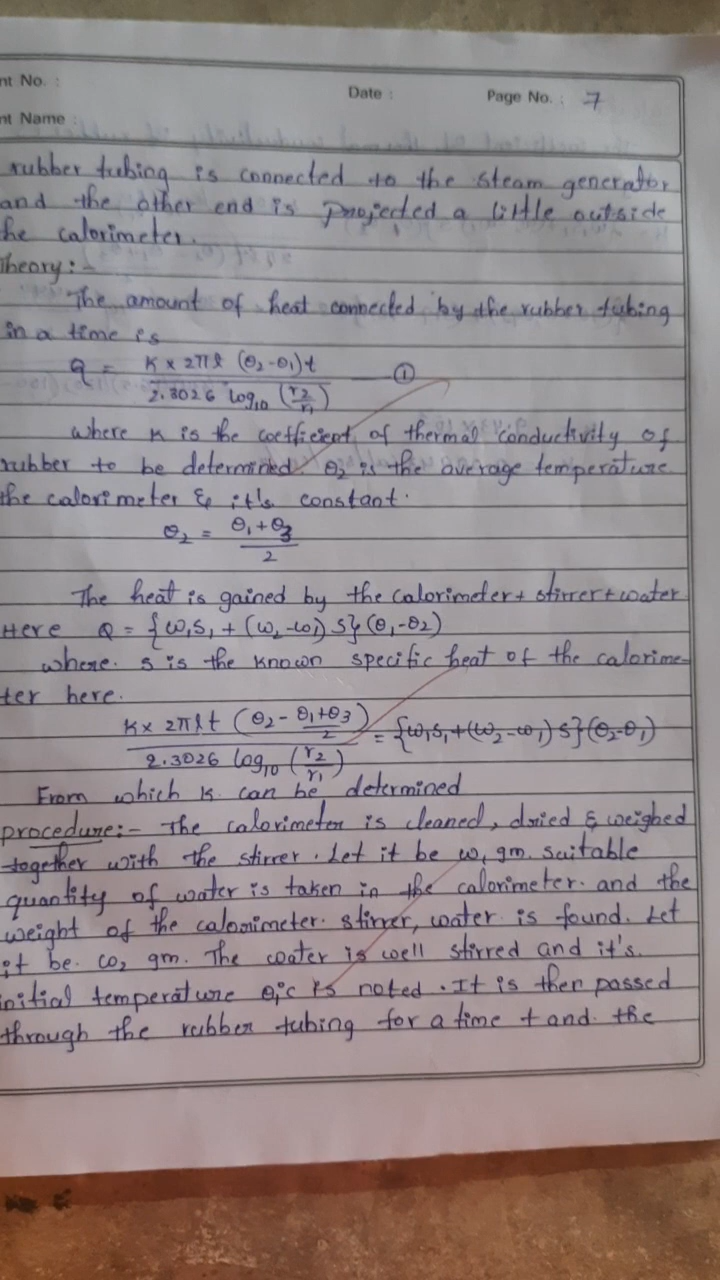 nt No. :
Date : Page No. : 7
nt Name :
rubber tubing is connected to the steam generator
and the other end is projected a little outside
he calorimeter.
Theory:-
The amount of heat connected by the rubber tubing
in a time is
Q = K x 2πl (θ2-θ1)t / 2.3026 log10 (r2/r1) — ①
where K is the coefficient of thermal conductivity of
rubber to be determined θ2 is the average temperature
the calorimeter & it's constant.
θ2 = θ1+θ3 / 2
The heat is gained by the calorimeter + stirrer + water
Here Q = {ω1s1 + (ω2-ω1) s} (θ1-θ2)
where. s is the known specific heat of the calorime-
ter here.
K x 2πlt (θ2 - θ1+θ3/2) / 2.3026 log10 (r2/r1) = {ω1s1+(ω2-ω1) s} (θ2-θ1)
From which K can be determined
procedure:- The calorimeter is cleaned, dried & weighed
together with the stirrer. Let it be ω1 gm. suitable
quantity of water is taken in the calorimeter. and the
weight of the calorimeter. stirrer, water is found. Let
it be. ω2 gm. The water is well stirred and it's.
initial temperature θ1°c is noted. It is then passed
through the rubber tubing for a time t and the